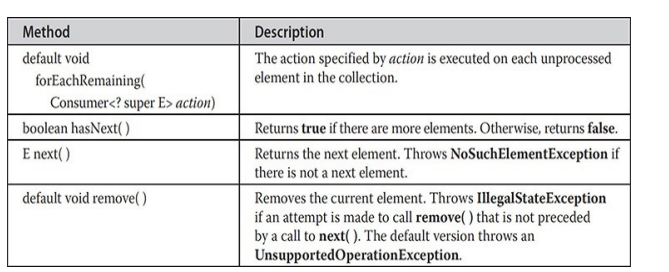 Method
Description
default void
forEachRemaining(
Consumer<? super E> action)
The action specified by action is executed on each unprocessed
element in the collection.
boolean hasNext( )
Returns true if there are more elements. Otherwise, returns false.
E next( )
Returns the next element. Throws NoSuchElementException if
there is not a next element.
default void remove( )
Removes the current element. Throws IllegalStateException
if an attempt is made to call remove( ) that is not preceded
by a call to next( ). The default version throws an
UnsupportedOperationException.